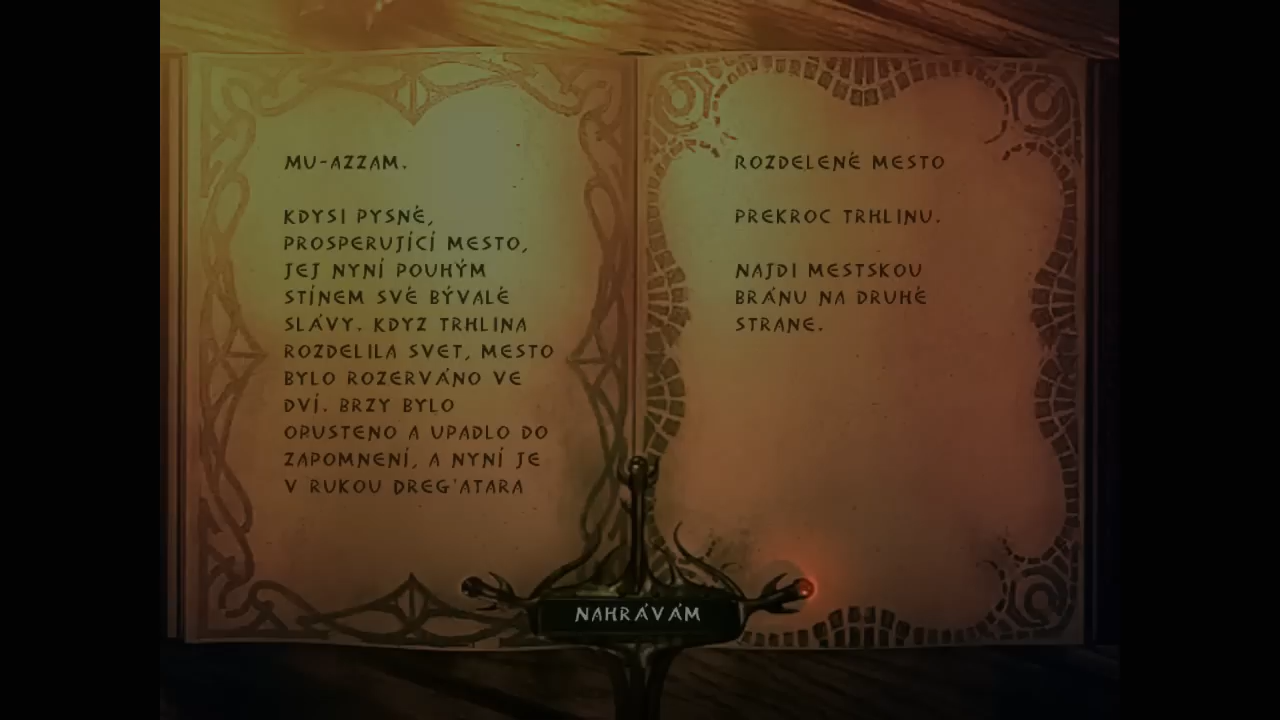 MU-AZZAM.
KDYSI PYSNÉ,
PROSPERUJÍCÍ MESTO,
JEJ NYNÍ POUHÝM
STÍNEM SVÉ BÝVALÉ
SLÁVY. KDYZ TRHLINA
ROZDELILA SVET, MESTO
BYLO ROZERVÁNO VE
DVÍ. BRZY BYLO
OPUSTENO A UPADLO DO
ZAPOMNENÍ, A NYNÍ JE
V RUKOU DREG'ATARA
ROZDELENÉ MESTO
PREKROC TRHLINU.
NAJDI MESTSKOU
BRÁNU NA DRUHÉ
STRANE.
NAHRÁVÁM